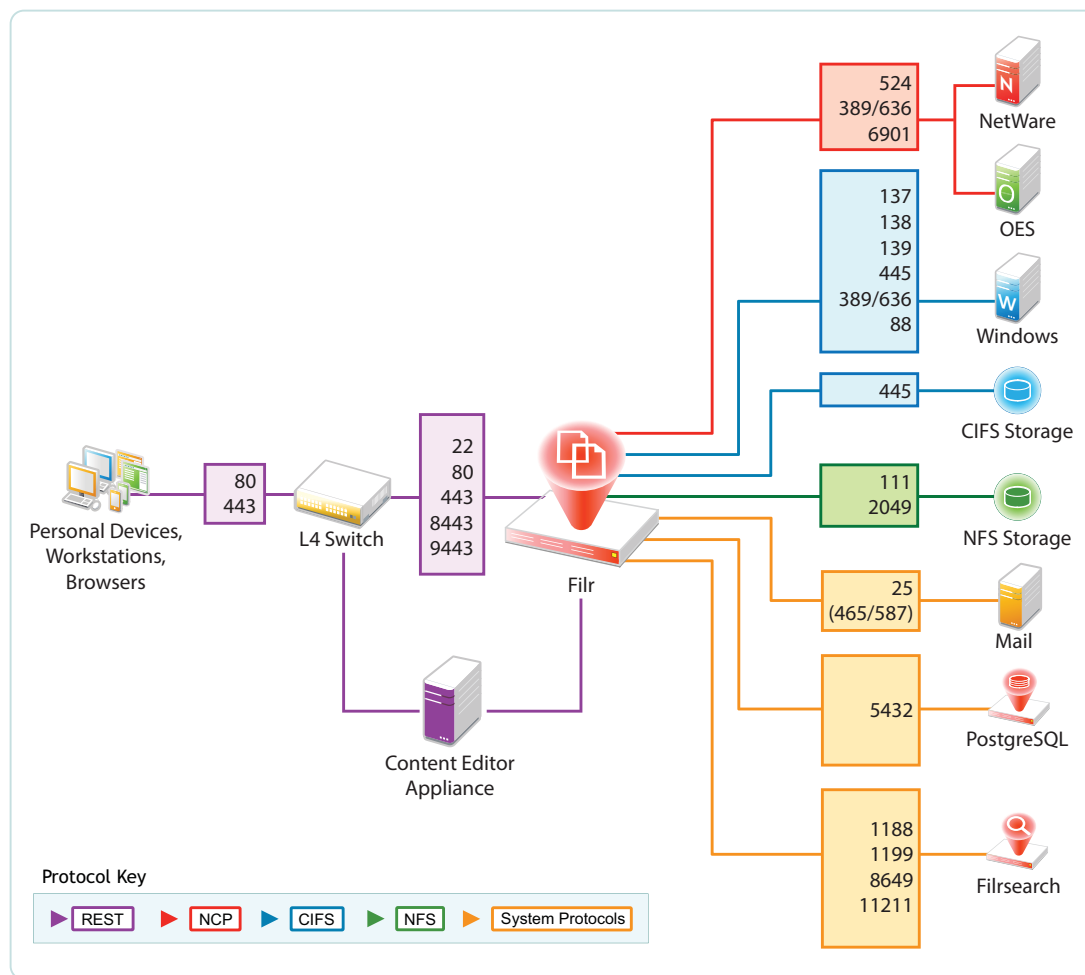 524
389/636
6901
N
NetWare
O
OES
137
138
139
445
389/636
88
W
Windows
445
CIFS Storage
80
443
Personal Devices,
Workstations,
Browsers
L4 Switch
22
80
443
8443
9443
Filr
111
2049
NFS Storage
25
(465/587)
Mail
Content Editor
Appliance
5432
PostgreSQL
1188
1199
8649
11211
Filrsearch
Protocol Key
REST
NCP
CIFS
NFS
System Protocols